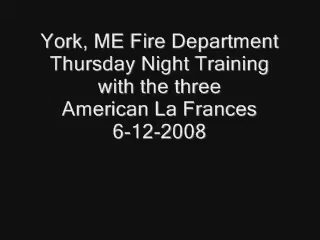 York, ME Fire Department
Thursday Night Training
with the three
American La Frances
6-12-2008